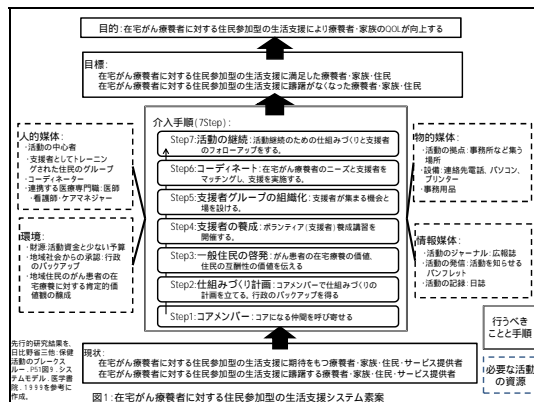 目的：在宅がん療養者に対する住民参加型の生活支援により療養者・家族のQOLが向上する
目標：
在宅がん療養者に対する住民参加型の生活支援に満足した療養者・家族・住民
在宅がん療養者に対する住民参加型の生活支援に躊躇がなくなった療養者・家族・住民
人的媒体：
・活動の中心者
・支援者としてトレーニングされた住民のグループ
・コーディネーター
・連携する医療専門職：医師・看護師・ケアマネジャー
環境：
・財源：活動資金と少ない予算
・地域社会からの承認：行政のバックアップ
・地域住民のがん患者の在宅療養に対する肯定的価値観の醸成
介入手順(7Step)：
Step7：活動の継続：活動継続のための仕組みづくりと支援者のフォローアップをする。
Step6：コーディネート：在宅がん療養者のニーズと支援者をマッチングし、支援を実施する。
Step5：支援者グループの組織化：支援者が集まる機会と場を設ける。
Step4：支援者の養成：ボランティア(支援者)養成講習を開催する。
Step3：一般住民の啓発：がん患者の在宅療養の価値、住民の互酬性の価値を伝える
Step2：仕組みづくり計画：コアメンバーで仕組みづくりの計画を立てる。行政のバックアップを得る
Step1：コアメンバー：コアになる仲間を呼び寄せる
物的媒体：
・活動の拠点：事務所など集う場所
・設備：連絡先電話、パソコン、プリンター
・事務用品
情報媒体：
・活動のジャーナル：広報誌
・活動の発信：活動を知らせるパンフレット
・活動の記録：日誌
現状：
在宅がん療養者に対する住民参加型の生活支援に期待をもつ療養者・家族・住民・サービス提供者
在宅がん療養者に対する住民参加型の生活支援に躊躇する療養者・家族・住民・サービス提供者
行うべきことと手順
必要な活動の資源
先行的研究結果を、日比野省三他：保健活動のブレークスルー．P51図9．システムモデル．医学書院．1999を参考に作成。
図1：在宅がん療養者に対する住民参加型の生活支援システム素案